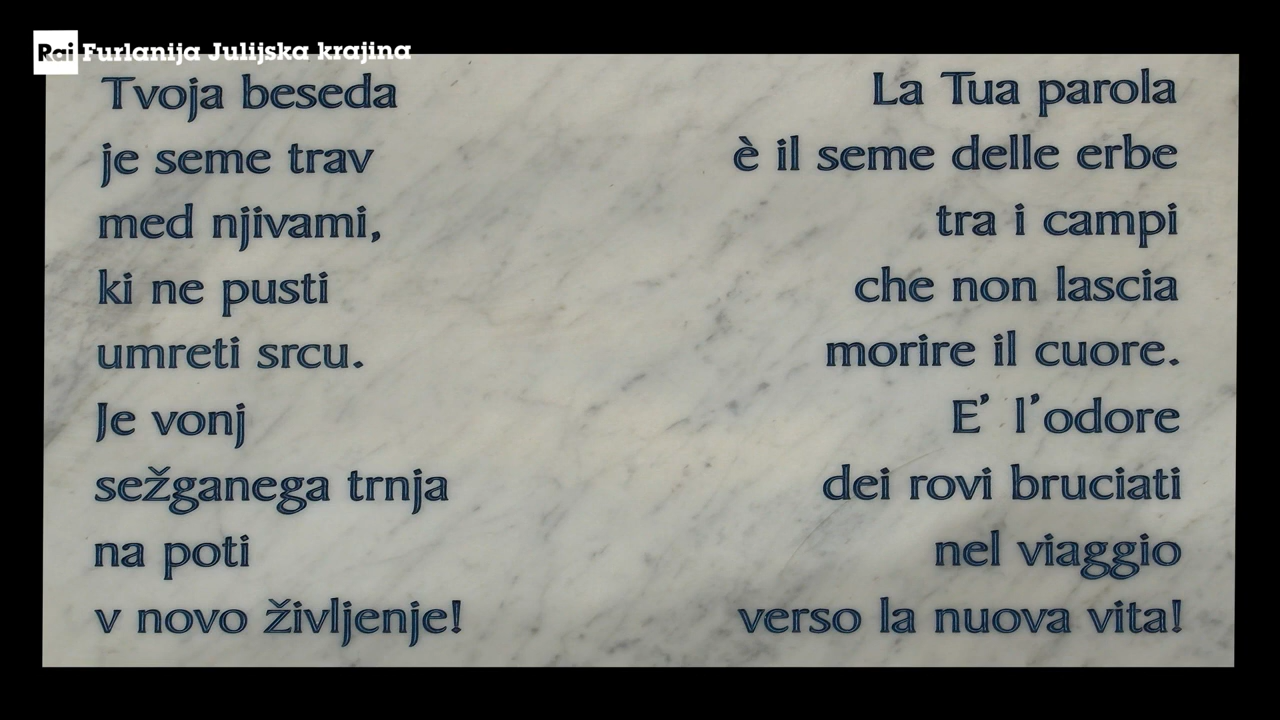 Rai Furlanija Julijska krajina
Tvoja beseda
je seme trav
med njivami,
ki ne pusti
umreti srcu.
Je vonj
sežganega trnja
na poti
v novo življenje!
La Tua parola
è il seme delle erbe
tra i campi
che non lascia
morire il cuore.
E' l'odore
dei rovi bruciati
nel viaggio
verso la nuova vita!